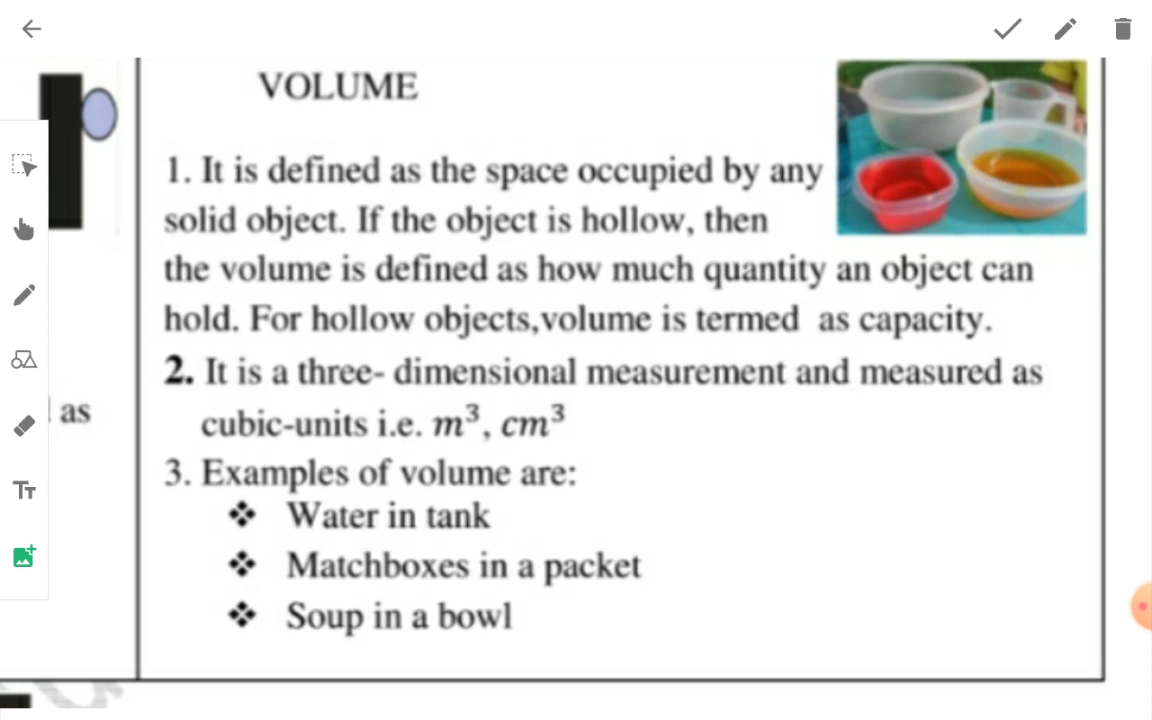 VOLUME
1. It is defined as the space occupied by any
solid object. If the object is hollow, then
the volume is defined as how much quantity an object can
hold. For hollow objects,volume is termed as capacity.
2. It is a three- dimensional measurement and measured as
as
cubic-units i.e. m³, cm³
3. Examples of volume are:
❖ Water in tank
❖ Matchboxes in a packet
❖ Soup in a bowl
TT